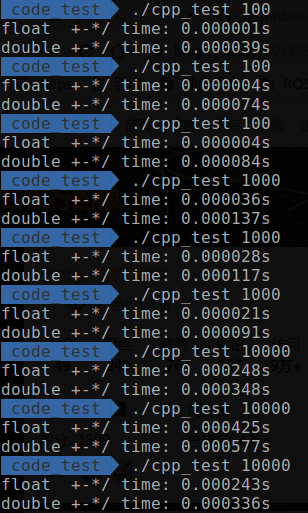 code test ./cpp_test 100
float  +-*/ time: 0.000001s
double +-*/ time: 0.000039s
code test ./cpp_test 100
float  +-*/ time: 0.000004s
double +-*/ time: 0.000074s
code test ./cpp_test 100
float  +-*/ time: 0.000004s
double +-*/ time: 0.000084s
code test ./cpp_test 1000
float  +-*/ time: 0.000036s
double +-*/ time: 0.000137s
code test ./cpp_test 1000
float  +-*/ time: 0.000028s
double +-*/ time: 0.000117s
code test ./cpp_test 1000
float  +-*/ time: 0.000021s
double +-*/ time: 0.000091s
code test ./cpp_test 10000
float  +-*/ time: 0.000248s
double +-*/ time: 0.000348s
code test ./cpp_test 10000
float  +-*/ time: 0.000425s
double +-*/ time: 0.000577s
code test ./cpp_test 10000
float  +-*/ time: 0.000243s
double +-*/ time: 0.000336s